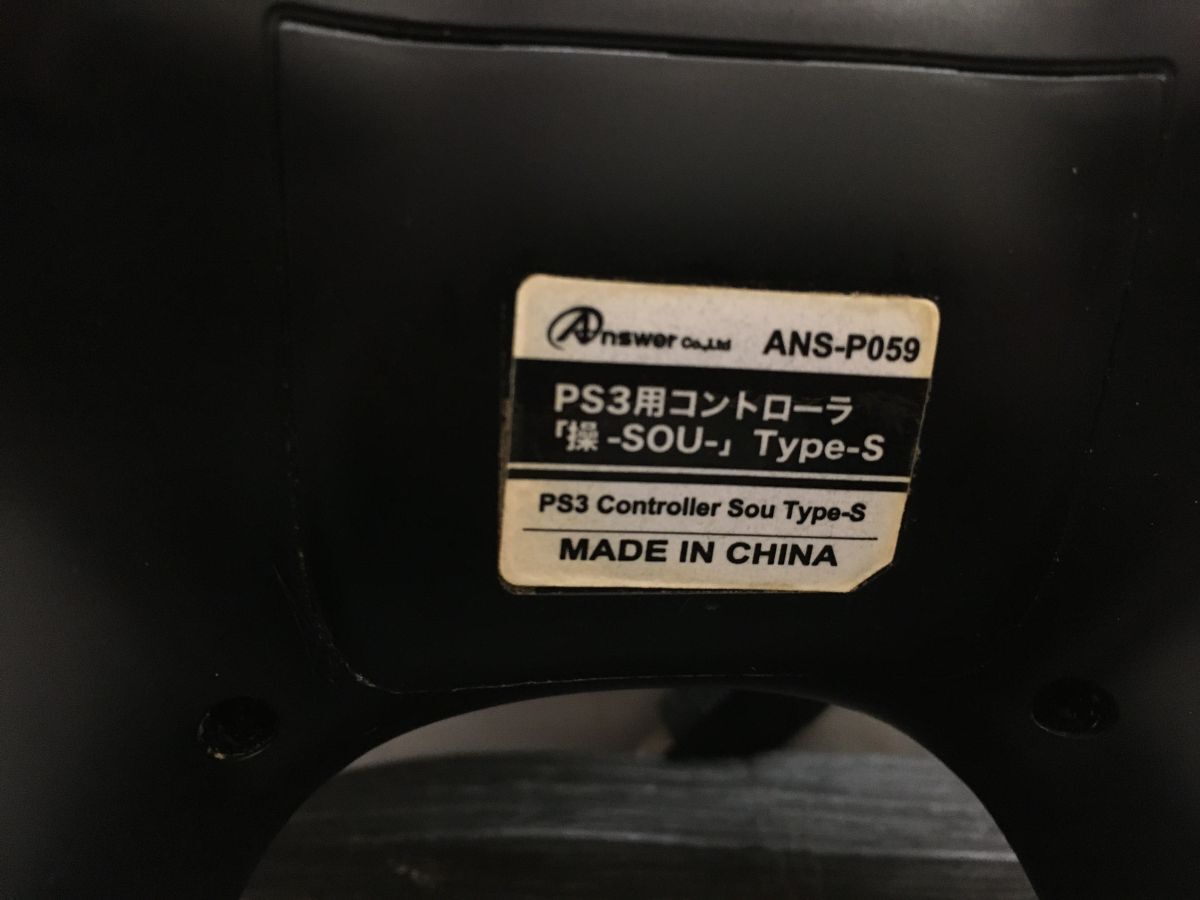 Answer Co.,Ltd ANS-P059
PS3用コントローラ
「操 -SOU-」 Type-S
PS3 Controller Sou Type-S
MADE IN CHINA